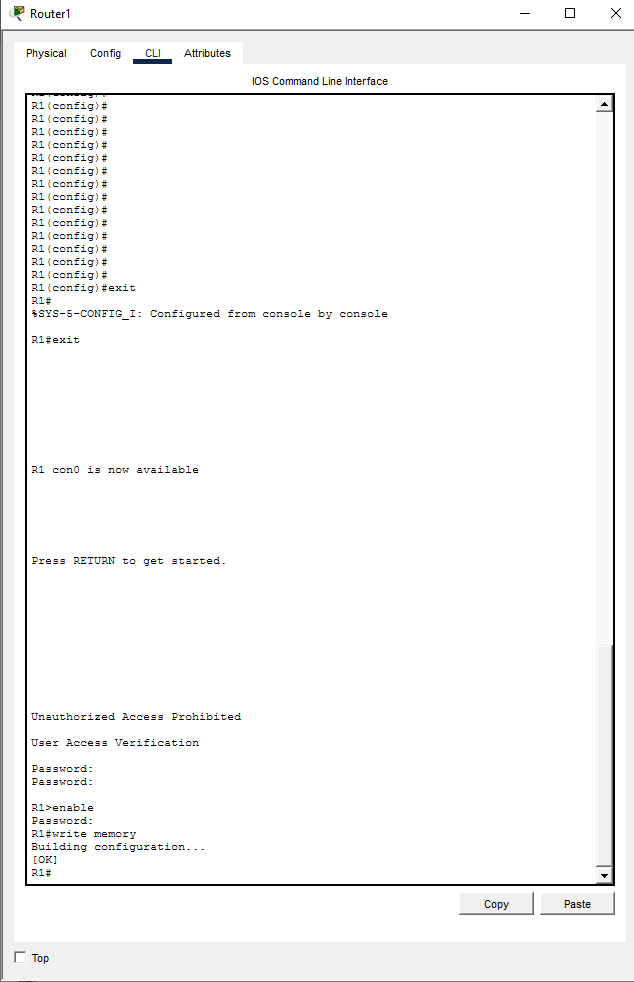 Router1
Physical Config CLI Attributes
IOS Command Line Interface
R1(config)#
R1(config)#
R1(config)#
R1(config)#
R1(config)#
R1(config)#
R1(config)#
R1(config)#
R1(config)#
R1(config)#
R1(config)#
R1(config)#
R1(config)#
R1(config)#
R1(config)#exit
R1#
%SYS-5-CONFIG_I: Configured from console by console
R1#exit
R1 con0 is now available
Press RETURN to get started.
Unauthorized Access Prohibited
User Access Verification
Password:
Password:
R1>enable
Password:
R1#write memory
Building configuration...
[OK]
R1#
Copy Paste
Top